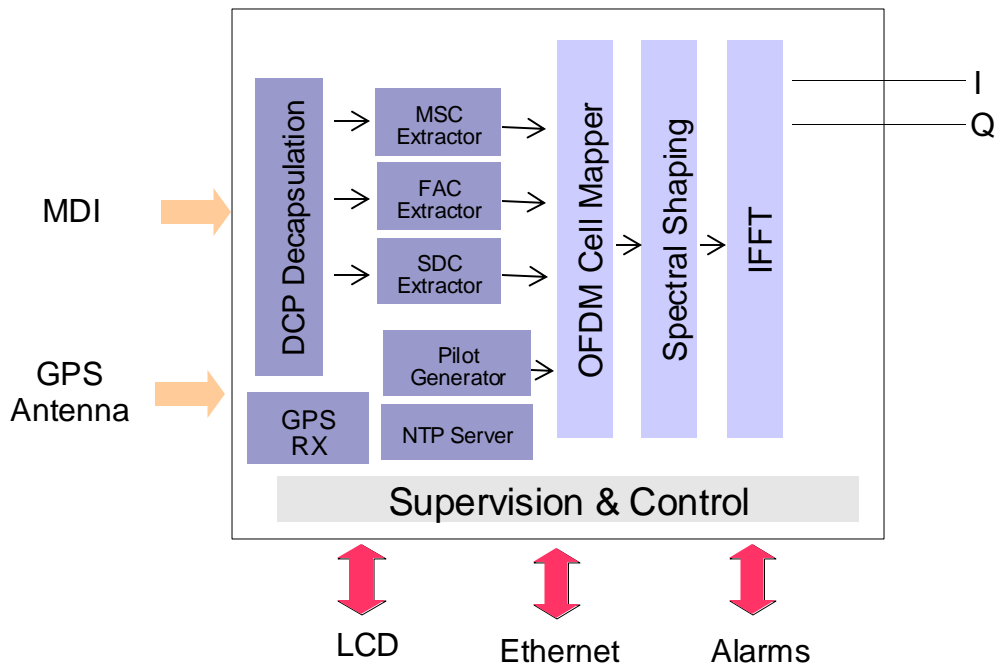 MDI
GPS
Antenna
DCP Decapsulation
MSC
Extractor
FAC
Extractor
SDC
Extractor
Pilot
Generator
GPS
RX
NTP Server
OFDM Cell Mapper
Spectral Shaping
IFFT
I
Q
Supervision & Control
LCD
Ethernet
Alarms